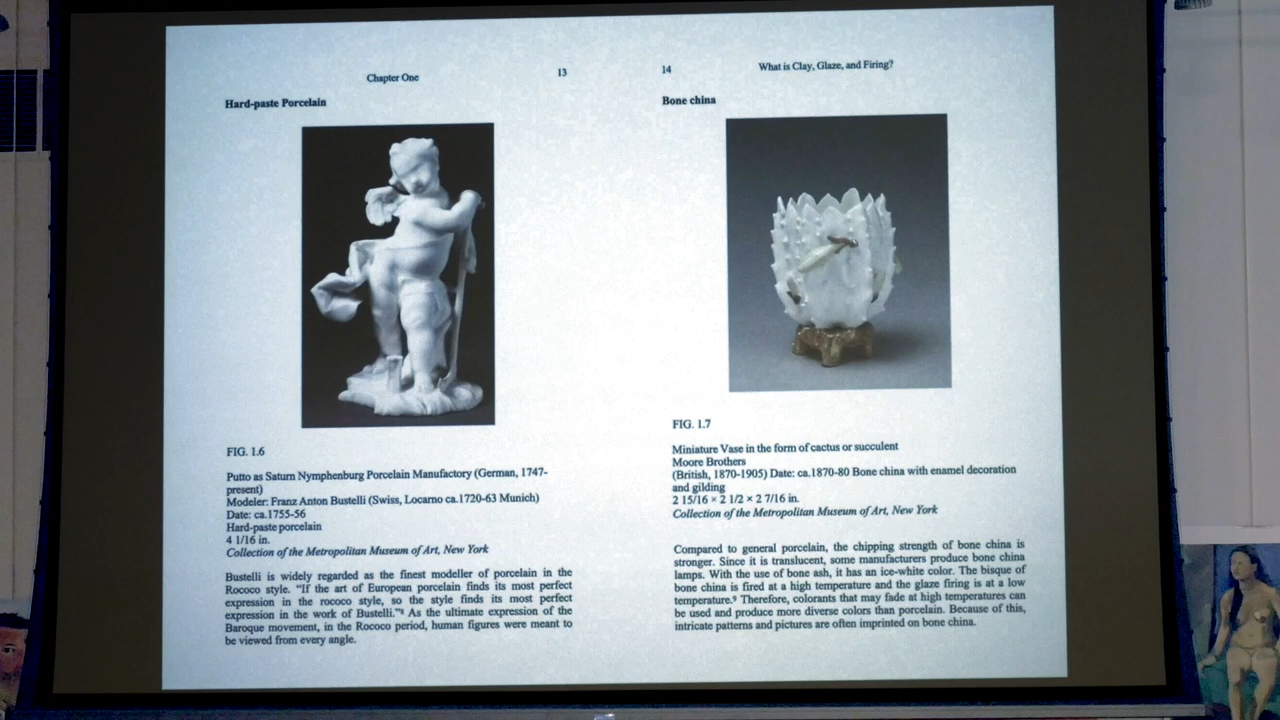 Chapter One
13
Hard-paste Porcelain
FIG. 1.6
Putto as Saturn Nymphenburg Porcelain Manufactory (German, 1747-
present)
Modeler: Franz Anton Bustelli (Swiss, Locarno ca.1720-63 Munich)
Date: ca.1755-56
Hard-paste porcelain
4 1/16 in.
Collection of the Metropolitan Museum of Art, New York
Bustelli is widely regarded as the finest modeller of porcelain in the
Rococo style. “If the art of European porcelain finds its most perfect
expression in the rococo style, so the style finds its most perfect
expression in the work of Bustelli.”⁸ As the ultimate expression of the
Baroque movement, in the Rococo period, human figures were meant to
be viewed from every angle.
14
What is Clay, Glaze, and Firing?
Bone china
FIG. 1.7
Miniature Vase in the form of cactus or succulent
Moore Brothers
(British, 1870-1905) Date: ca.1870-80 Bone china with enamel decoration
and gilding
2 15/16 × 2 1/2 × 2 7/16 in.
Collection of the Metropolitan Museum of Art, New York
Compared to general porcelain, the chipping strength of bone china is
stronger. Since it is translucent, some manufacturers produce bone china
lamps. With the use of bone ash, it has an ice-white color. The bisque of
bone china is fired at a high temperature and the glaze firing is at a low
temperature.⁹ Therefore, colorants that may fade at high temperatures can
be used and produce more diverse colors than porcelain. Because of this,
intricate patterns and pictures are often imprinted on bone china.